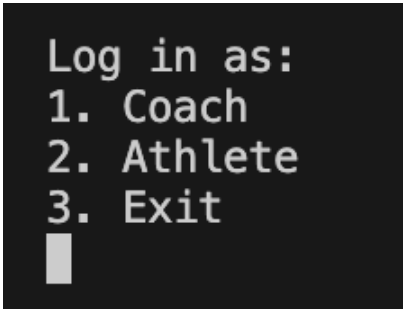 Log in as:
1. Coach
2. Athlete
3. Exit